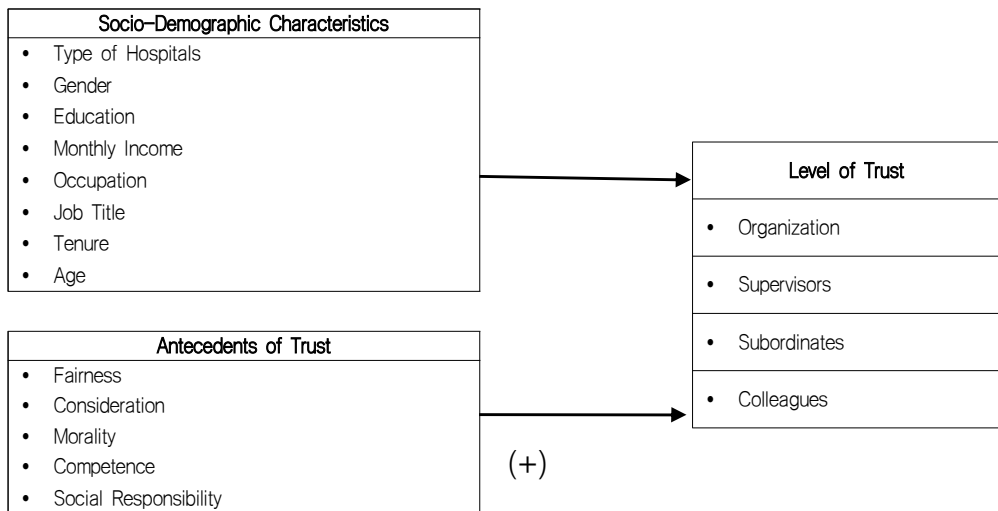 Socio-Demographic Characteristics
• Type of Hospitals
• Gender
• Education
• Monthly Income
• Occupation
• Job Title
• Tenure
• Age
Antecedents of Trust
• Fairness
• Consideration
• Morality
• Competence
• Social Responsibility
(+)
Level of Trust
• Organization
• Supervisors
• Subordinates
• Colleagues